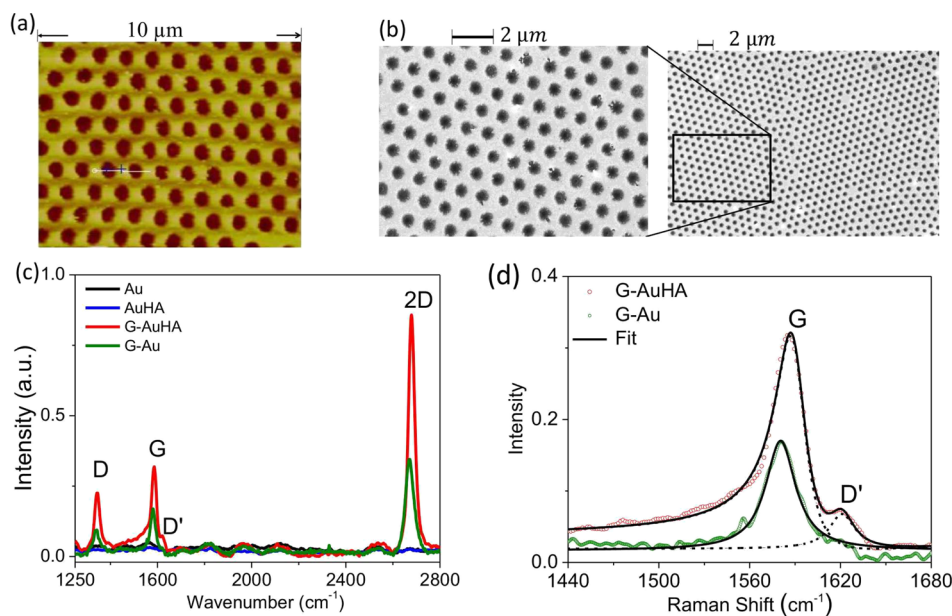 (a)
10 μm
(b)
2 μm
2 μm
(c)
1.0
0.5
0.0
Intensity (a.u.)
Au
AuHA
G-AuHA
G-Au
D
G
D'
2D
1250
1600
2000
2400
2800
Wavenumber (cm⁻¹)
(d)
0.4
0.2
0.0
Intensity
G-AuHA
G-Au
Fit
G
D'
1440
1500
1560
1620
1680
Raman Shift (cm⁻¹)